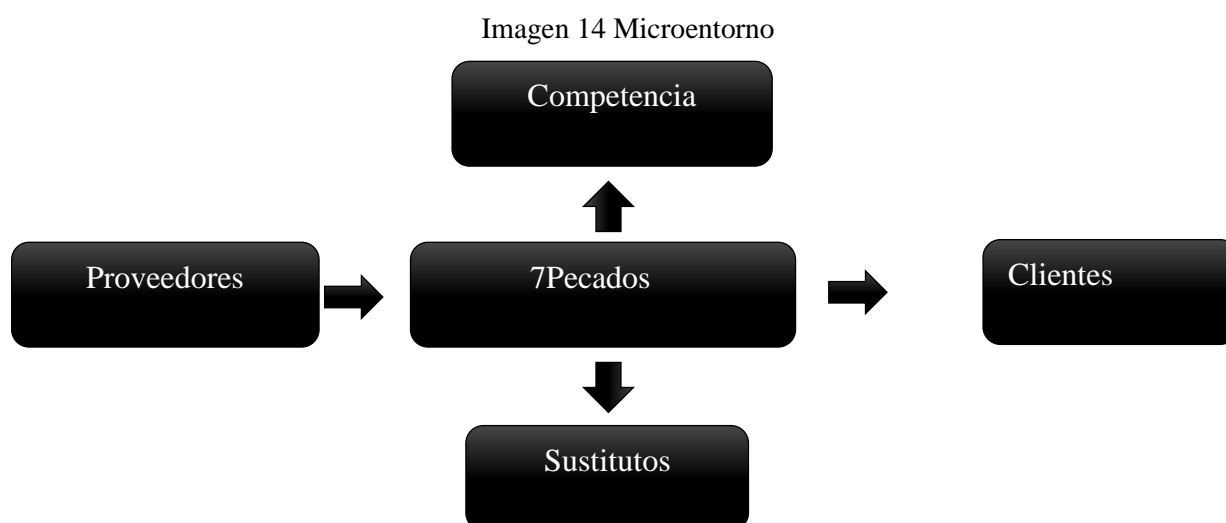 Imagen 14 Microentorno
Competencia
Proveedores
7Pecados
Clientes
Sustitutos